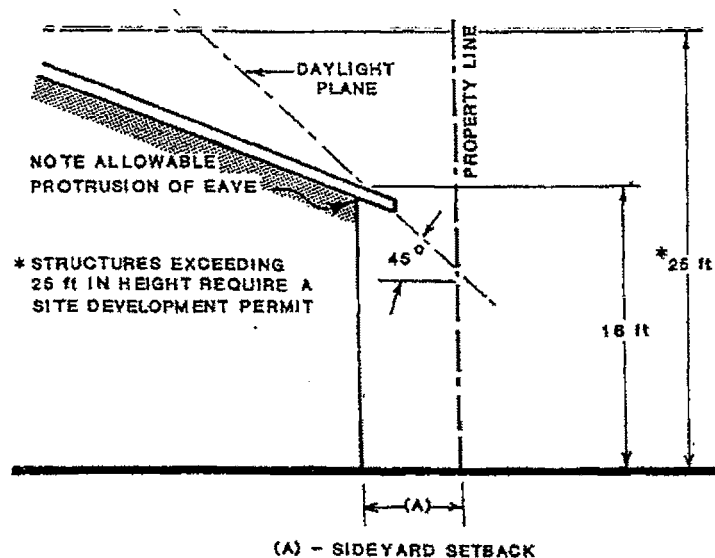 DAYLIGHT
PLANE
PROPERTY LINE
NOTE ALLOWABLE
PROTRUSION OF EAVE
45°
* STRUCTURES EXCEEDING
25 ft IN HEIGHT REQUIRE A
SITE DEVELOPMENT PERMIT
*25 ft
16 ft
(A)
(A) - SIDEYARD SETBACK